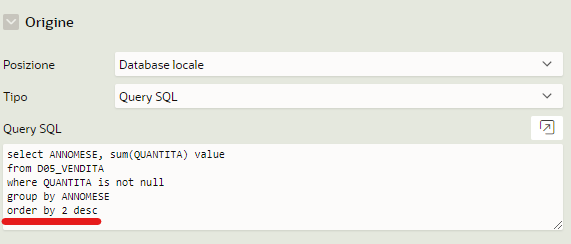 Origine
Posizione
Database locale
Tipo
Query SQL
Query SQL
select ANNOMESE, sum(QUANTITA) value
from D05_VENDITA
where QUANTITA is not null
group by ANNOMESE
order by 2 desc